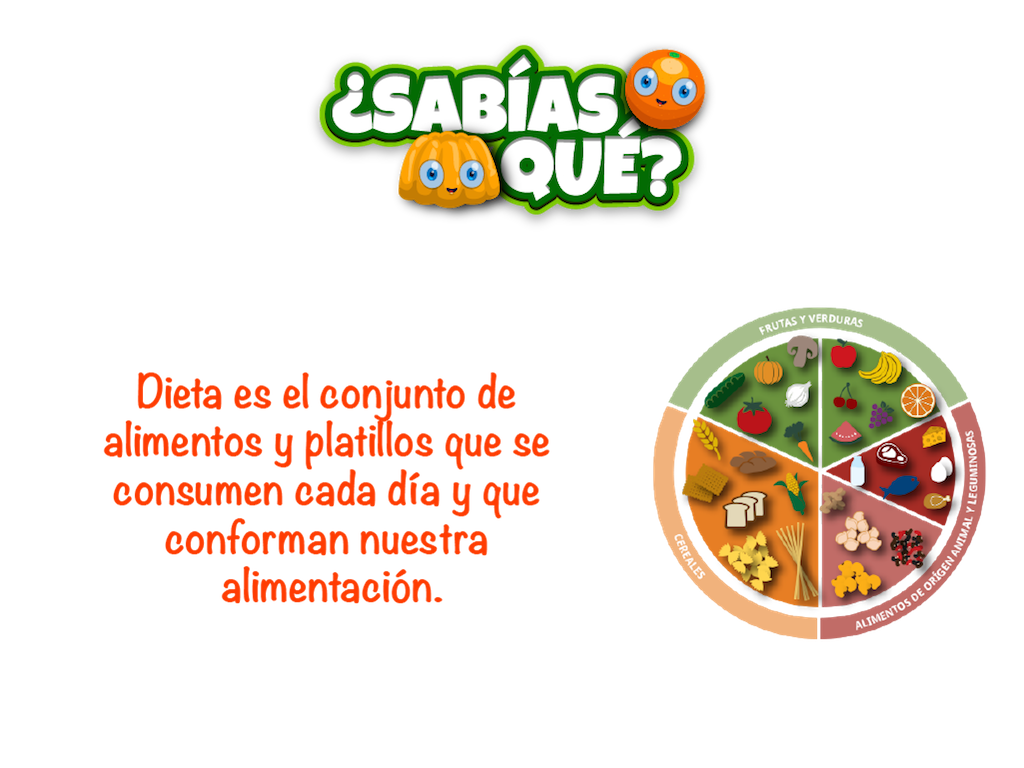 ¿SABÍAS
QUÉ?
Dieta es el conjunto de
alimentos y platillos que se
consumen cada día y que
conforman nuestra
alimentación.
FRUTAS Y VERDURAS
CEREALES
ALIMENTOS DE ORÍGEN ANIMAL Y LEGUMINOSAS